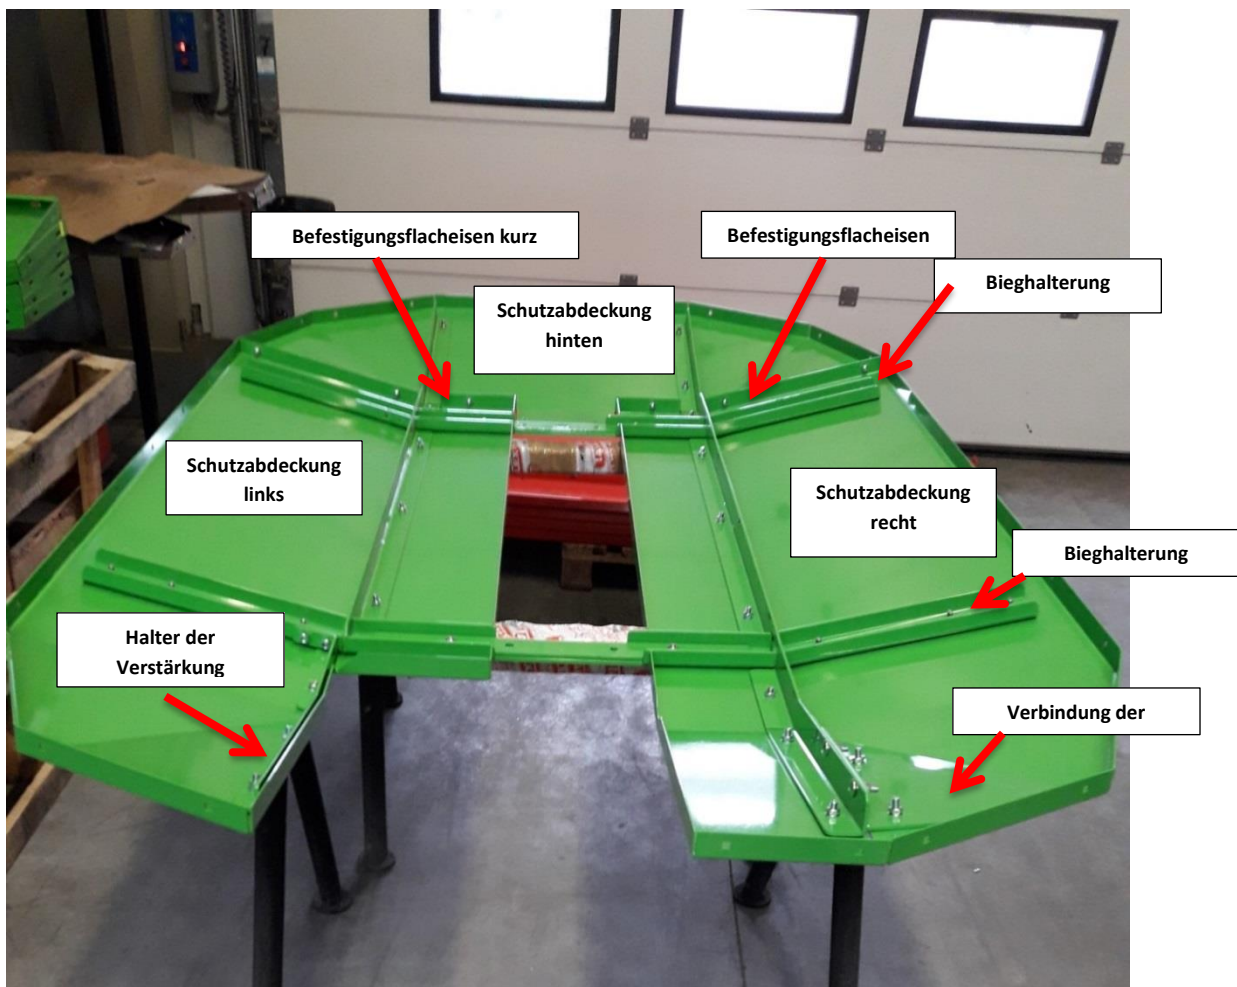 Befestigungsflacheisen kurz
Befestigungsflacheisen
Bieghalterung
Schutzabdeckung
hinten
Schutzabdeckung
links
Schutzabdeckung
recht
Bieghalterung
Halter der
Verstärkung
Verbindung der